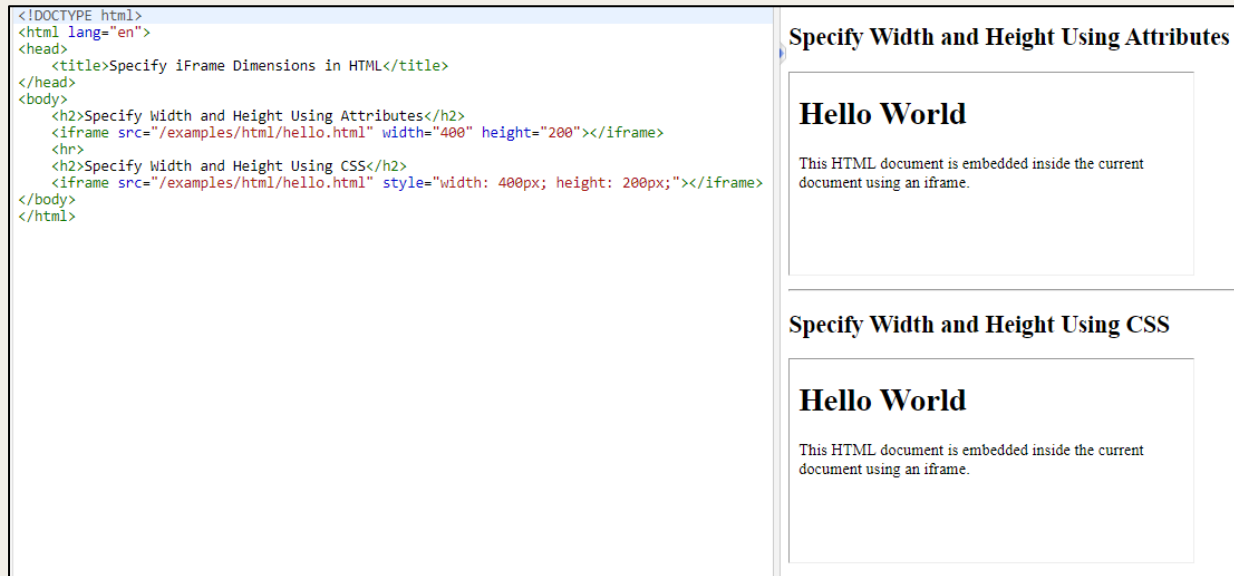 <!DOCTYPE html>
<html lang="en">
<head>
    <title>Specify iFrame Dimensions in HTML</title>
</head>
<body>
    <h2>Specify Width and Height Using Attributes</h2>
    <iframe src="/examples/html/hello.html" width="400" height="200"></iframe>
    <hr>
    <h2>Specify Width and Height Using CSS</h2>
    <iframe src="/examples/html/hello.html" style="width: 400px; height: 200px;"></iframe>
</body>
</html>
Specify Width and Height Using Attributes
Hello World
This HTML document is embedded inside the current
document using an iframe.
Specify Width and Height Using CSS
Hello World
This HTML document is embedded inside the current
document using an iframe.